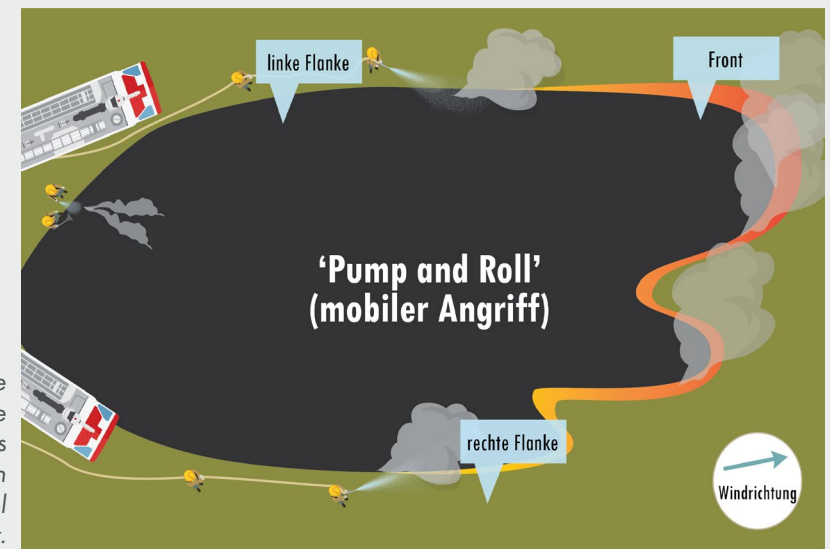 linke Flanke
Front
‘Pump and Roll’
(mobiler Angriff)
rechte Flanke
Windrichtung